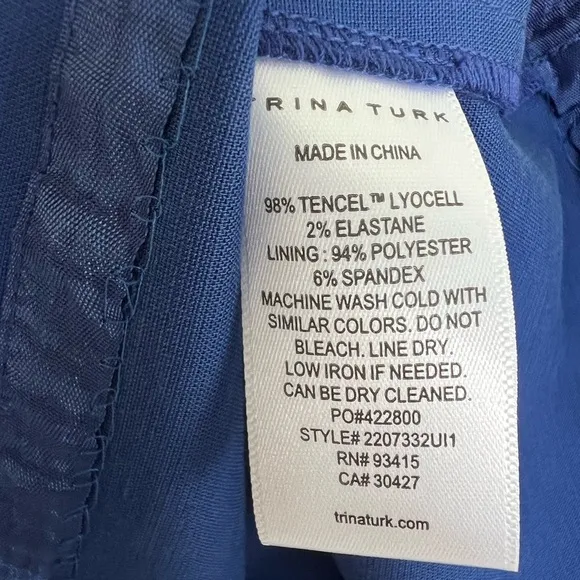 TRINA TURK
MADE IN CHINA
98% TENCEL™ LYOCELL
2% ELASTANE
LINING : 94% POLYESTER
6% SPANDEX
MACHINE WASH COLD WITH
SIMILAR COLORS. DO NOT
BLEACH. LINE DRY.
LOW IRON IF NEEDED.
CAN BE DRY CLEANED.
PO#422800
STYLE# 2207332UI1
RN# 93415
CA# 30427
trinaturk.com